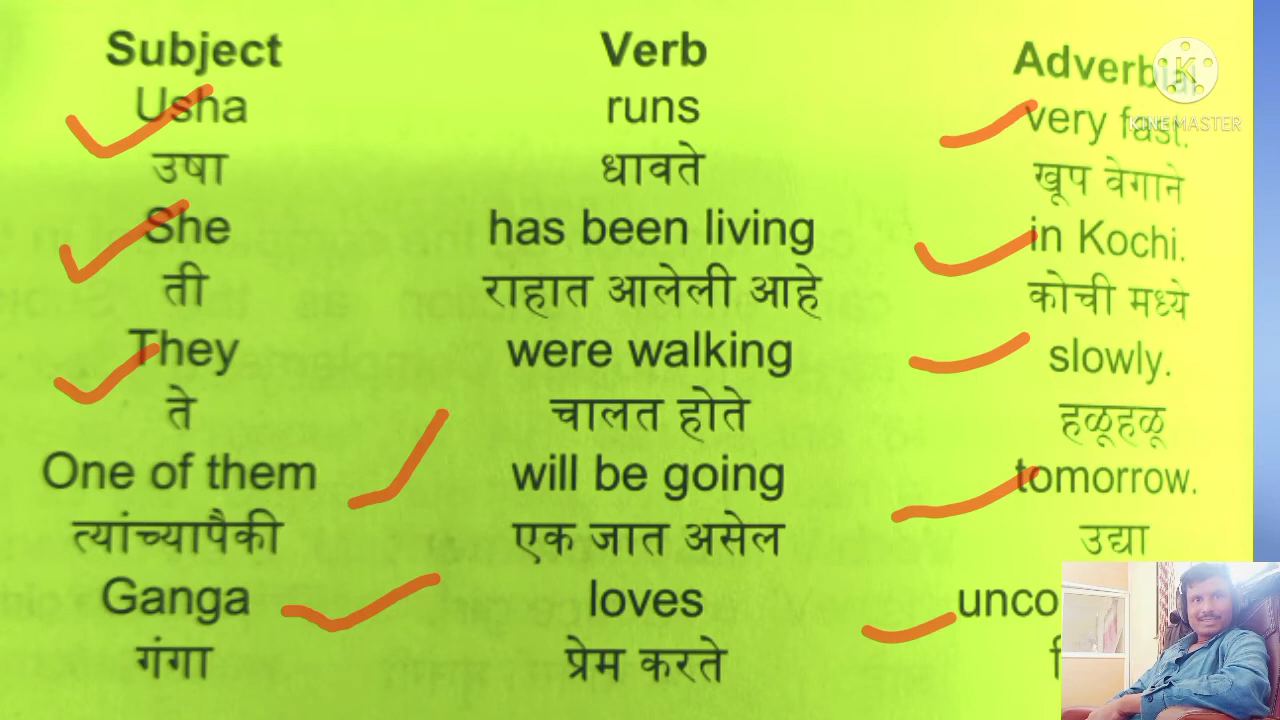 Subject Verb Adverbial
Usha runs very fast.
उषा धावते खूप वेगाने
She has been living in Kochi.
ती राहात आलेली आहे कोची मध्ये
They were walking slowly.
ते चालत होते हळूहळू
One of them will be going tomorrow.
त्यांच्यापैकी एक जात असेल उद्या
Ganga loves
गंगा प्रेम करते
KINEMASTER